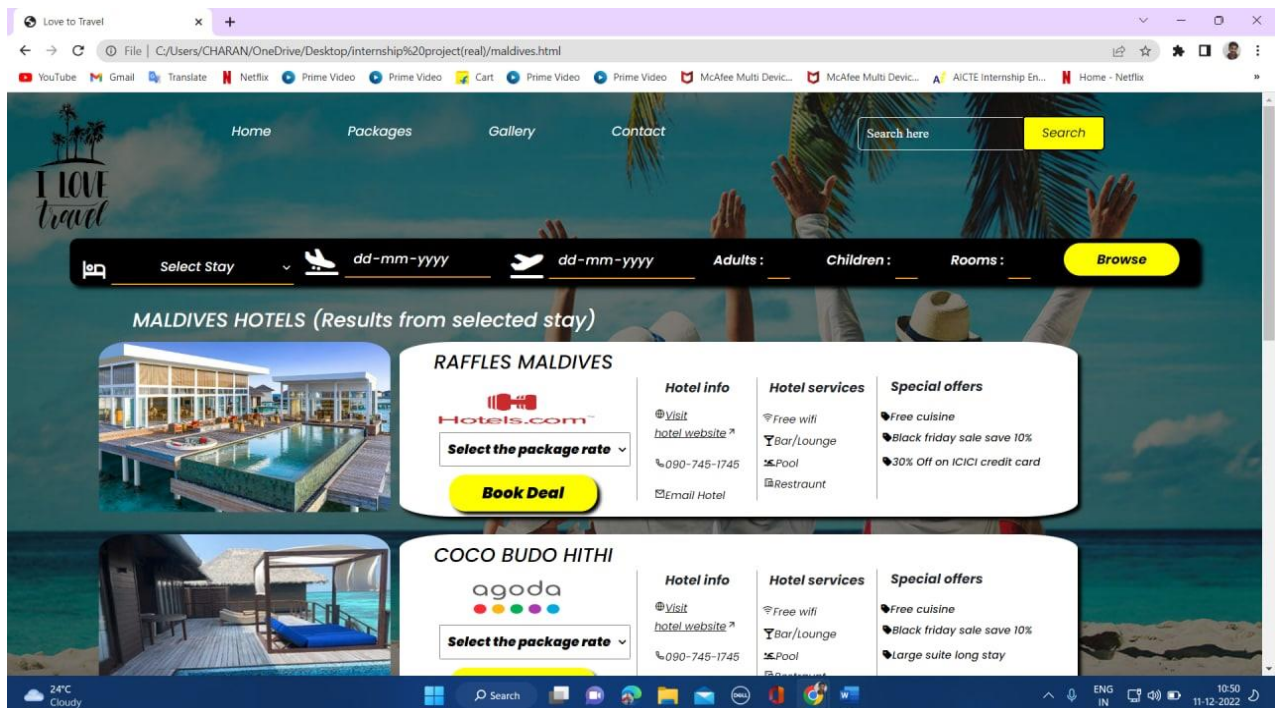 Love to Travel
File | C:/Users/CHARAN/OneDrive/Desktop/internship%20project(real)/maldives.html
YouTube Gmail Translate Netflix Prime Video Prime Video Cart Prime Video Prime Video McAfee Multi Devic... McAfee Multi Devic... AICTE Internship En... Home - Netflix »
I LOVE
travel
Home Packages Gallery Contact Search here Search
Select Stay dd-mm-yyyy dd-mm-yyyy Adults : Children : Rooms : Browse
MALDIVES HOTELS (Results from selected stay)
RAFFLES MALDIVES
Hotels.com
Select the package rate
Book Deal
Hotel info
Visit
hotel website
090-745-1745
Email Hotel
Hotel services
Free wifi
Bar/Lounge
Pool
Restraunt
Special offers
Free cuisine
Black friday sale save 10%
30% Off on ICICI credit card
COCO BUDO HITHI
agoda
Select the package rate
Hotel info
Visit
hotel website
090-745-1745
Hotel services
Free wifi
Bar/Lounge
Pool
Restraunt
Special offers
Free cuisine
Black friday sale save 10%
Large suite long stay
24°C
Cloudy
Search
DELL
W
ENG
IN
10:50
11-12-2022